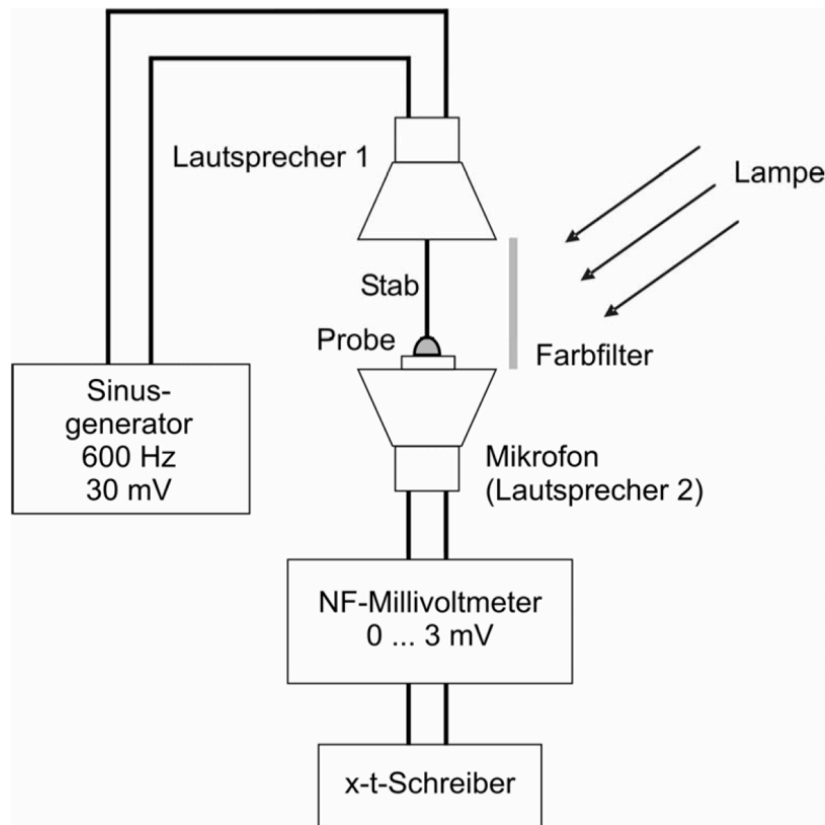 Lautsprecher 1
Lampe
Stab
Probe
Farbfilter
Sinus-
generator
600 Hz
30 mV
Mikrofon
(Lautsprecher 2)
NF-Millivoltmeter
0 ... 3 mV
x-t-Schreiber